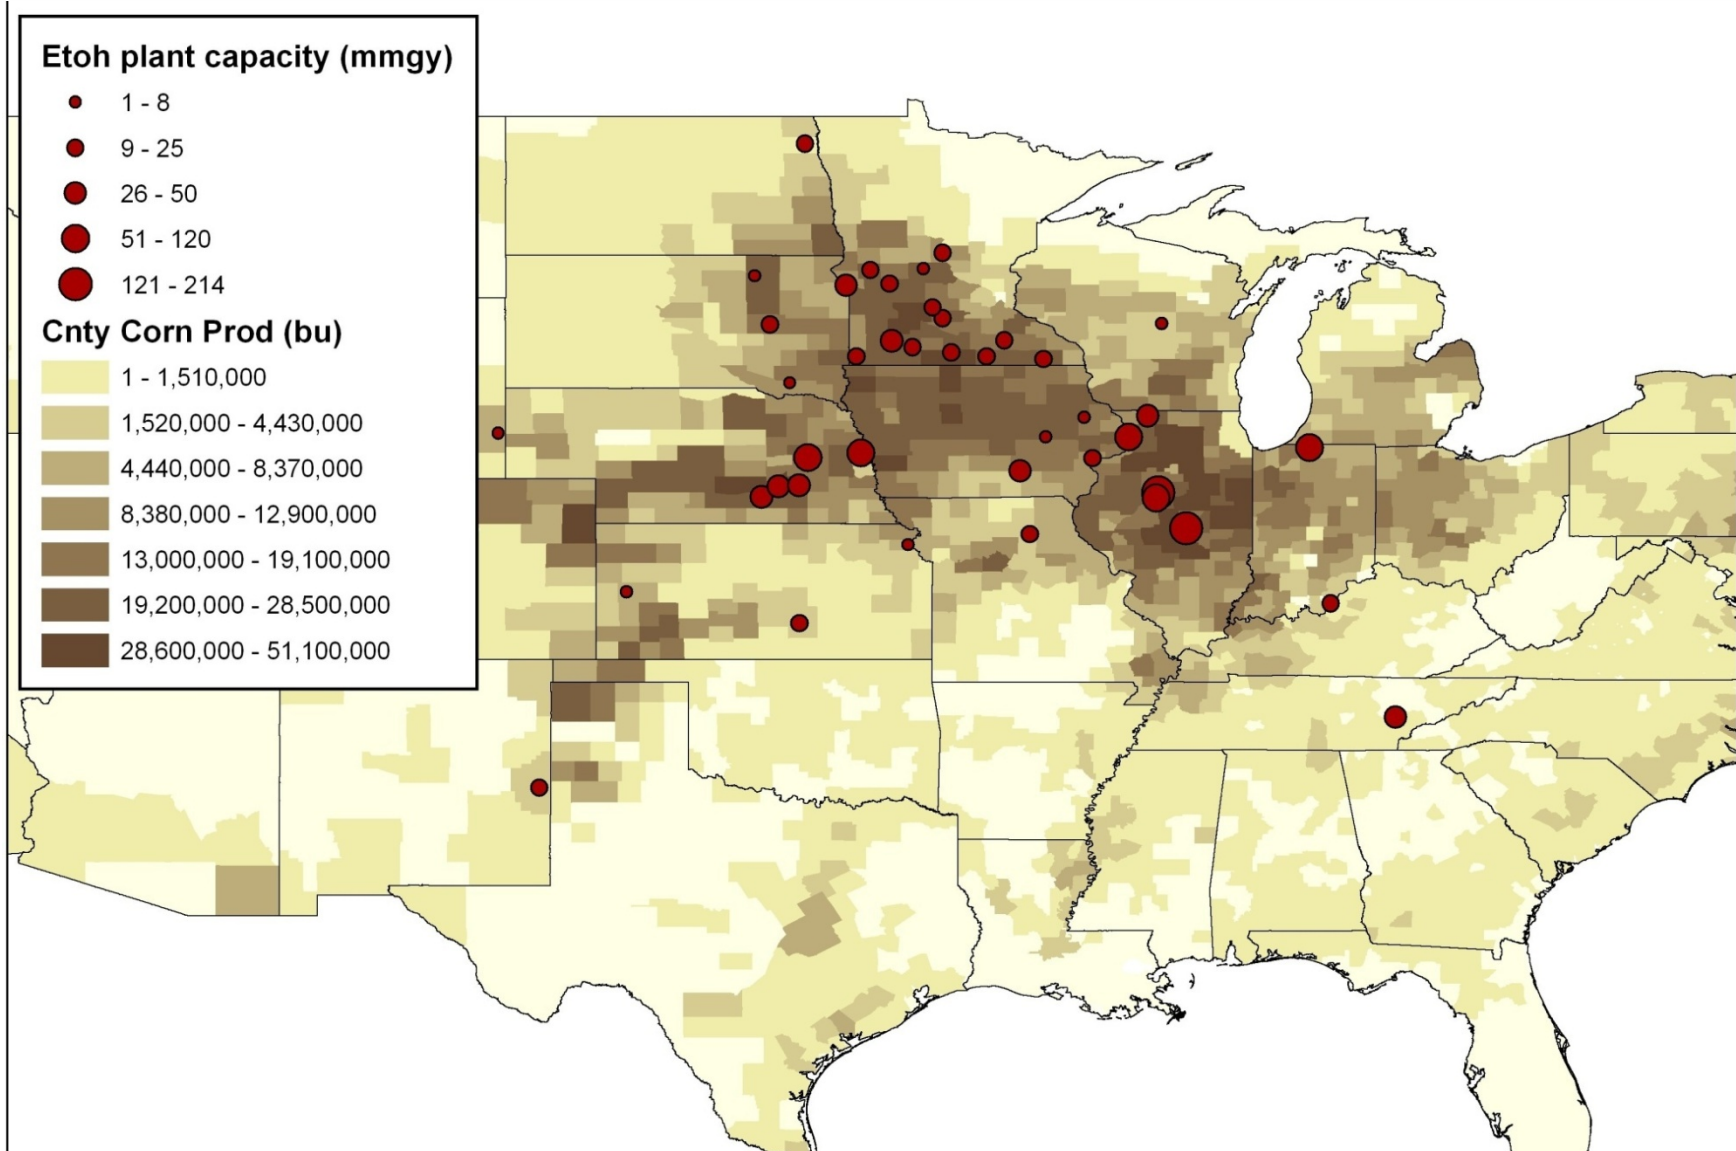 Etoh plant capacity (mmgy)
1 - 8
9 - 25
26 - 50
51 - 120
121 - 214
Cnty Corn Prod (bu)
1 - 1,510,000
1,520,000 - 4,430,000
4,440,000 - 8,370,000
8,380,000 - 12,900,000
13,000,000 - 19,100,000
19,200,000 - 28,500,000
28,600,000 - 51,100,000